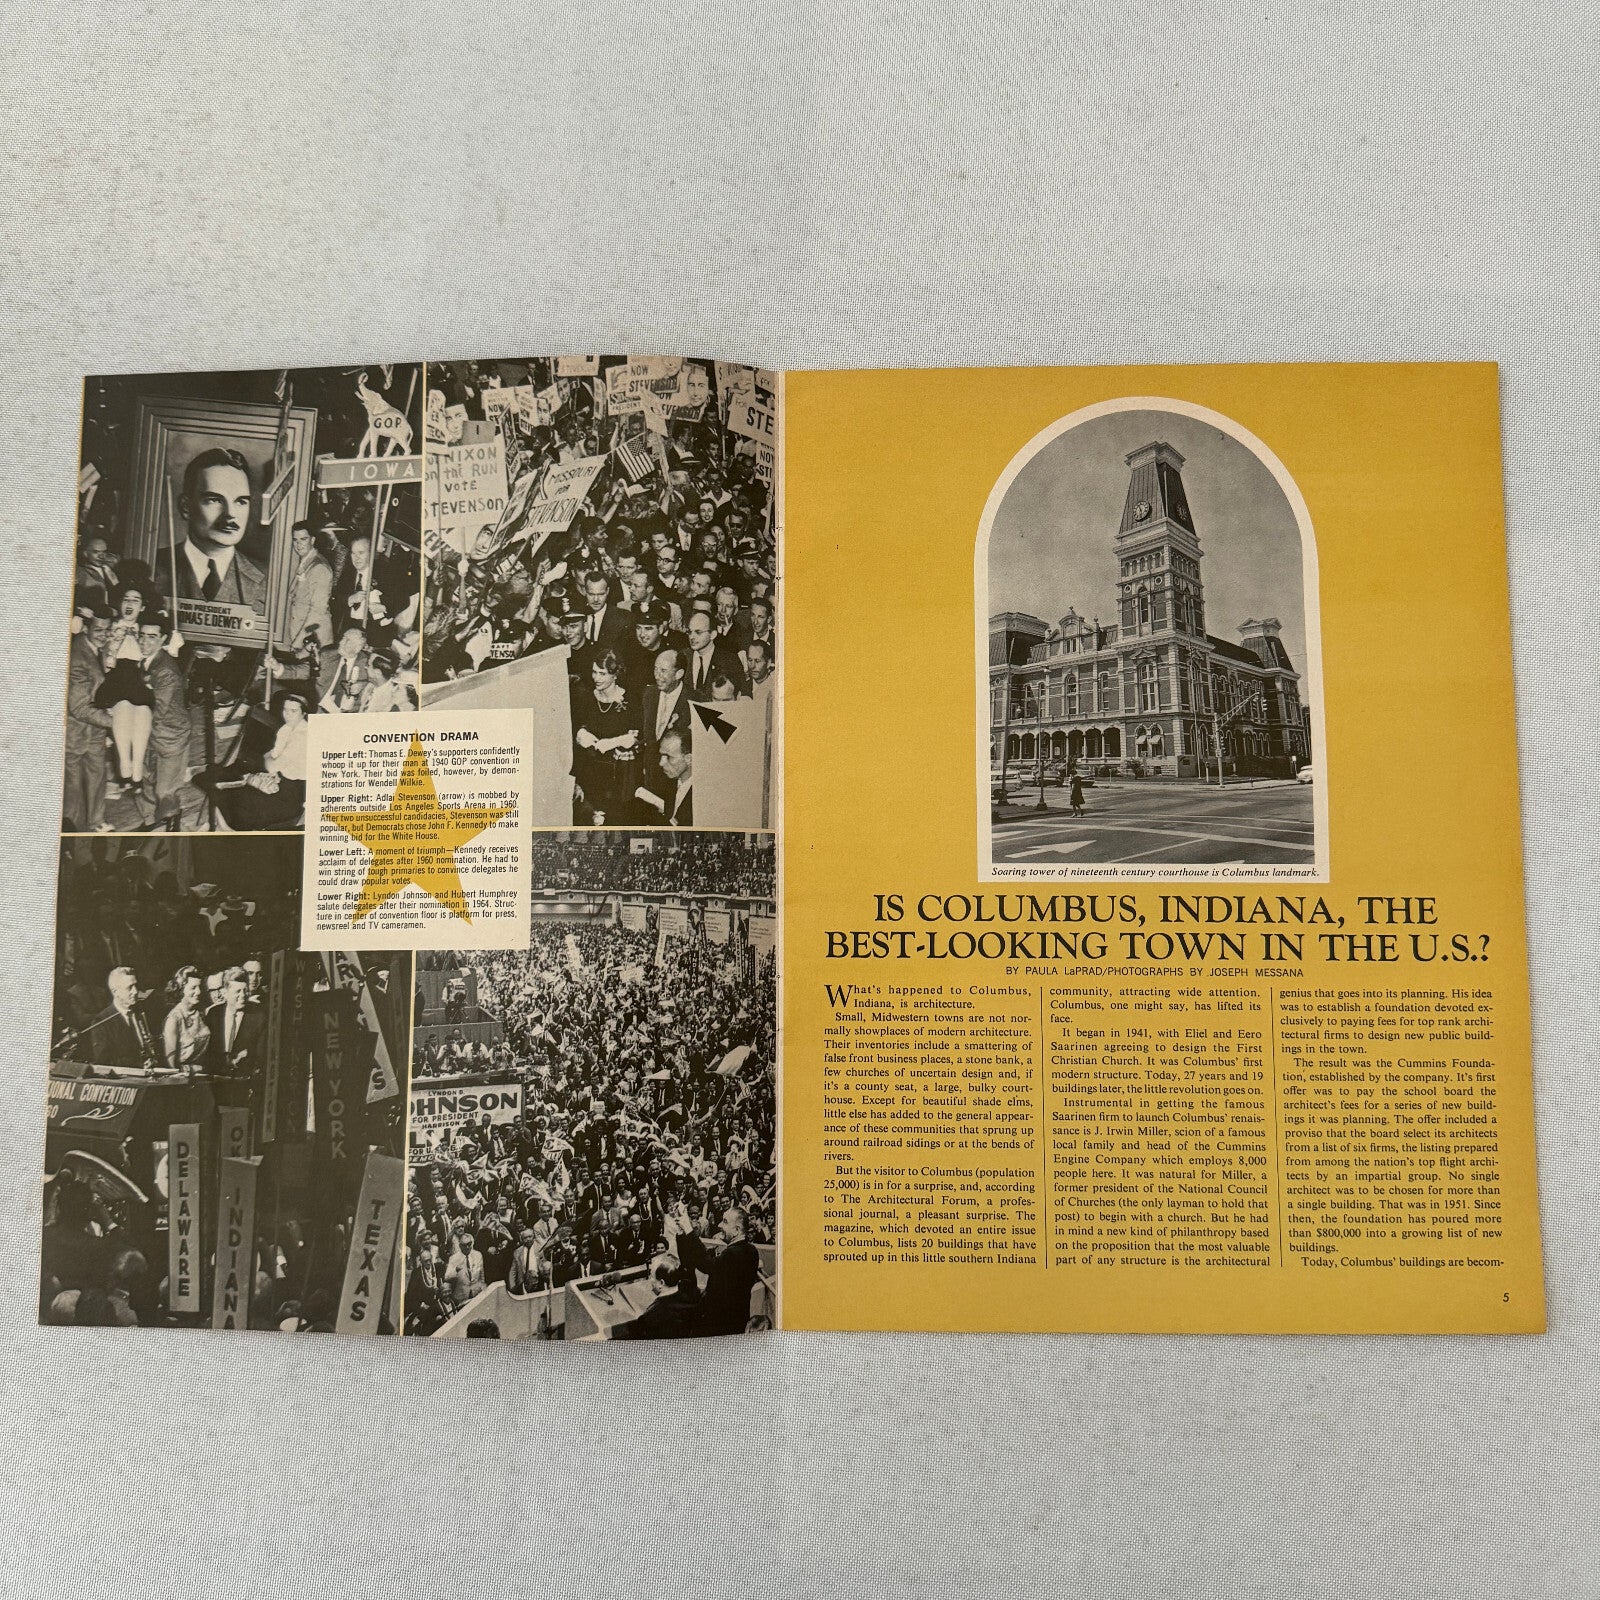 GOP
IOWA
FOR PRESIDENT
THOMAS E. DEWEY
NOW
STEVENSON
NIXON
on the RUN
VOTE
STEVENSON
MISSOURI
FOR
STEVENSON
STE
CONVENTION DRAMA
Upper Left: Thomas E. Dewey's supporters confidently
whoop it up for their man at 1940 GOP convention in
New York. Their bid was foiled, however, by demon-
strations for Wendell Wilkie.
Upper Right: Adlai Stevenson (arrow) is mobbed by
adherents outside Los Angeles Sports Arena in 1960.
After two unsuccessful candidacies, Stevenson was still
popular, but Democrats chose John F. Kennedy to make
winning bid for the White House.
Lower Left: A moment of triumph—Kennedy receives
acclaim of delegates after 1960 nomination. He had to
win string of tough primaries to convince delegates he
could draw popular votes.
Lower Right: Lyndon Johnson and Hubert Humphrey
salute delegates after their nomination in 1964. Struc-
ture in center of convention floor is platform for press,
newsreel and TV cameramen.
IONAL CONVENTION
60
WASH
NEW YORK
DELAWARE
INDIANA
TEXAS
LYNDON B.
OHNSON
FOR PRESIDENT
HARRISON
Soaring tower of nineteenth century courthouse is Columbus landmark.
IS COLUMBUS, INDIANA, THE
BEST-LOOKING TOWN IN THE U.S.?
BY PAULA LaPRAD/PHOTOGRAPHS BY JOSEPH MESSANA
What's happened to Columbus,
Indiana, is architecture.
Small, Midwestern towns are not nor-
mally showplaces of modern architecture.
Their inventories include a smattering of
false front business places, a stone bank, a
few churches of uncertain design and, if
it's a county seat, a large, bulky court-
house. Except for beautiful shade elms,
little else has added to the general appear-
ance of these communities that sprung up
around railroad sidings or at the bends of
rivers.
But the visitor to Columbus (population
25,000) is in for a surprise, and, according
to The Architectural Forum, a profes-
sional journal, a pleasant surprise. The
magazine, which devoted an entire issue
to Columbus, lists 20 buildings that have
sprouted up in this little southern Indiana
community, attracting wide attention.
Columbus, one might say, has lifted its
face.
It began in 1941, with Eliel and Eero
Saarinen agreeing to design the First
Christian Church. It was Columbus' first
modern structure. Today, 27 years and 19
buildings later, the little revolution goes on.
Instrumental in getting the famous
Saarinen firm to launch Columbus' renais-
sance is J. Irwin Miller, scion of a famous
local family and head of the Cummins
Engine Company which employs 8,000
people here. It was natural for Miller, a
former president of the National Council
of Churches (the only layman to hold that
post) to begin with a church. But he had
in mind a new kind of philanthropy based
on the proposition that the most valuable
part of any structure is the architectural
genius that goes into its planning. His idea
was to establish a foundation devoted ex-
clusively to paying fees for top rank archi-
tectural firms to design new public build-
ings in the town.
The result was the Cummins Founda-
tion, established by the company. It's first
offer was to pay the school board the
architect's fees for a series of new build-
ings it was planning. The offer included a
proviso that the board select its architects
from a list of six firms, the listing prepared
from among the nation's top flight archi-
tects by an impartial group. No single
architect was to be chosen for more than
a single building. That was in 1951. Since
then, the foundation has poured more
than $800,000 into a growing list of new
buildings.
Today, Columbus' buildings are becom-
5